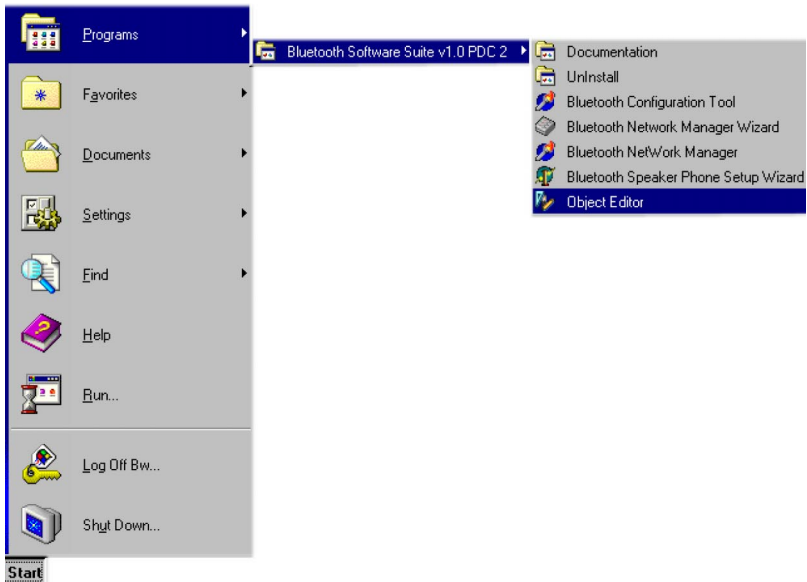 Programs
Favorites
Documents
Settings
Find
Help
Run...
Log Off Bw...
Shut Down...
Start
Bluetooth Software Suite v1.0 PDC 2
Documentation
UnInstall
Bluetooth Configuration Tool
Bluetooth Network Manager Wizard
Bluetooth NetWork Manager
Bluetooth Speaker Phone Setup Wizard
Object Editor